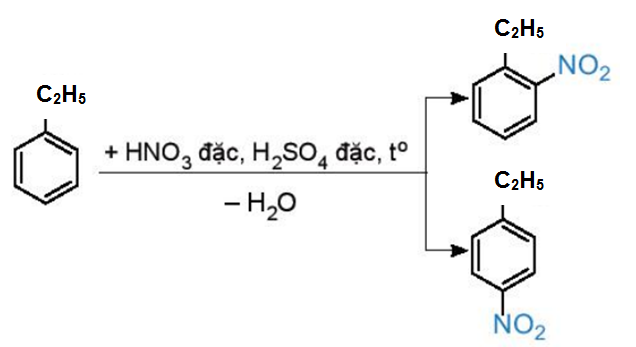 C₂H₅
+ HNO₃ đặc, H₂SO₄ đặc, tº
– H₂O
C₂H₅
NO₂
C₂H₅
NO₂